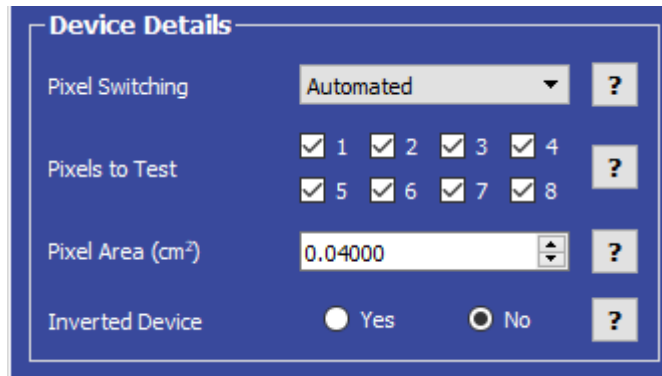 Device Details
Pixel Switching Automated ?
1 2 3 4
Pixels to Test ?
5 6 7 8
Pixel Area (cm²) 0.04000 ?
Inverted Device Yes No ?